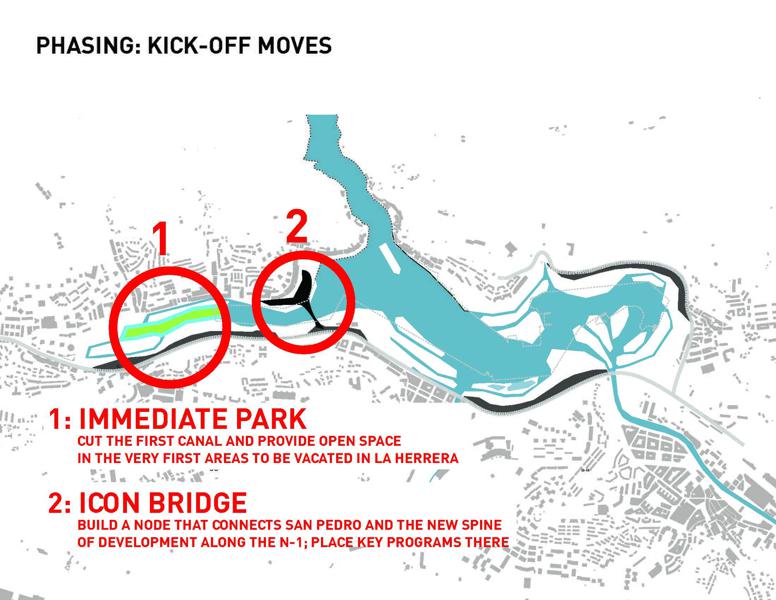 PHASING: KICK-OFF MOVES
1
2
1: IMMEDIATE PARK
CUT THE FIRST CANAL AND PROVIDE OPEN SPACE
IN THE VERY FIRST AREAS TO BE VACATED IN LA HERRERA
2: ICON BRIDGE
BUILD A NODE THAT CONNECTS SAN PEDRO AND THE NEW SPINE
OF DEVELOPMENT ALONG THE N-1; PLACE KEY PROGRAMS THERE